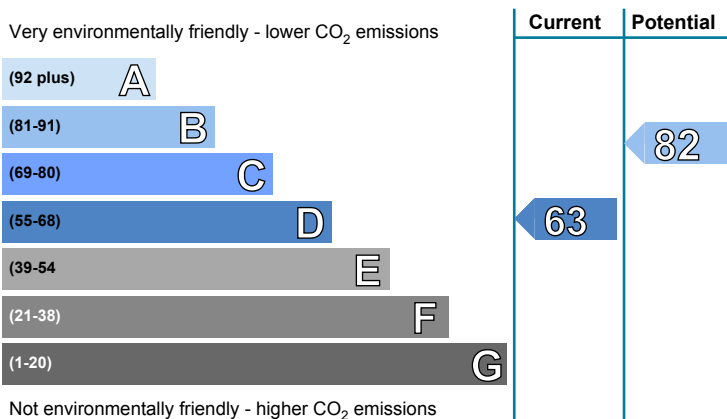 Current Potential
Very environmentally friendly - lower CO2 emissions
(92 plus) A
(81-91) B
82
(69-80) C
(55-68) D
63
(39-54 E
(21-38) F
(1-20) G
Not environmentally friendly - higher CO2 emissions